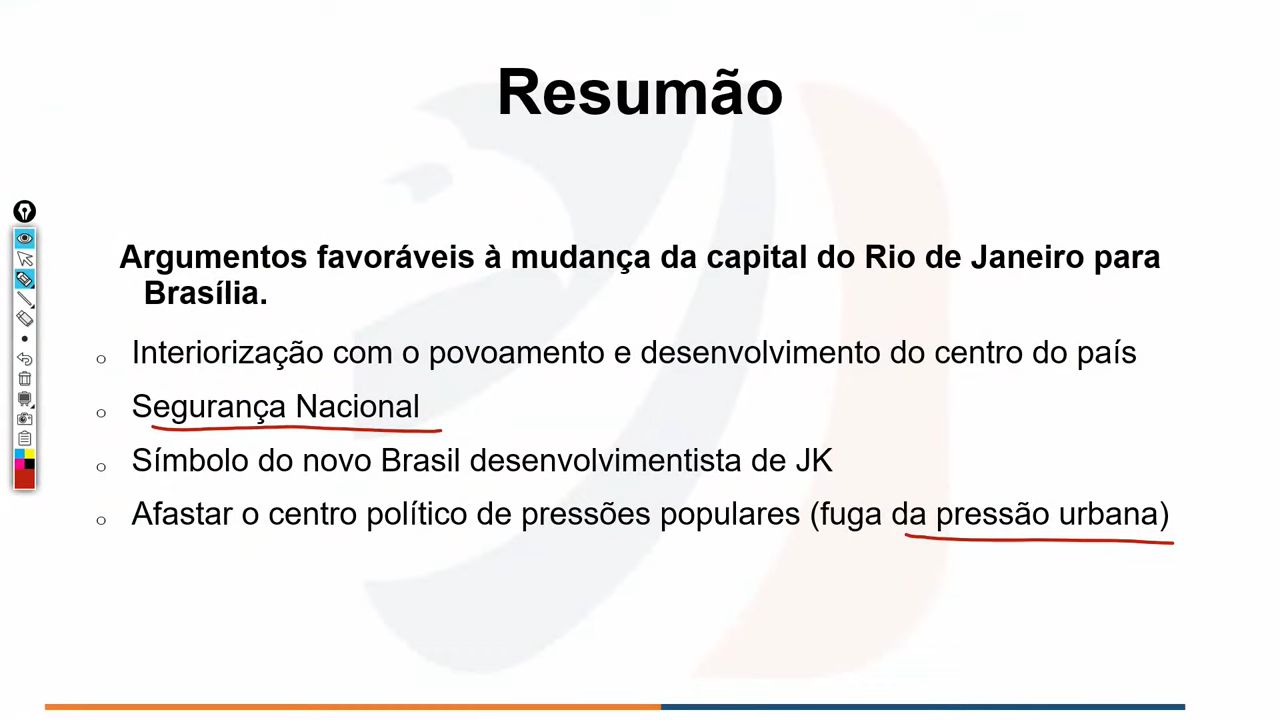 Resumão
Argumentos favoráveis à mudança da capital do Rio de Janeiro para
Brasília.
○ Interiorização com o povoamento e desenvolvimento do centro do país
○ Segurança Nacional
○ Símbolo do novo Brasil desenvolvimentista de JK
○ Afastar o centro político de pressões populares (fuga da pressão urbana)